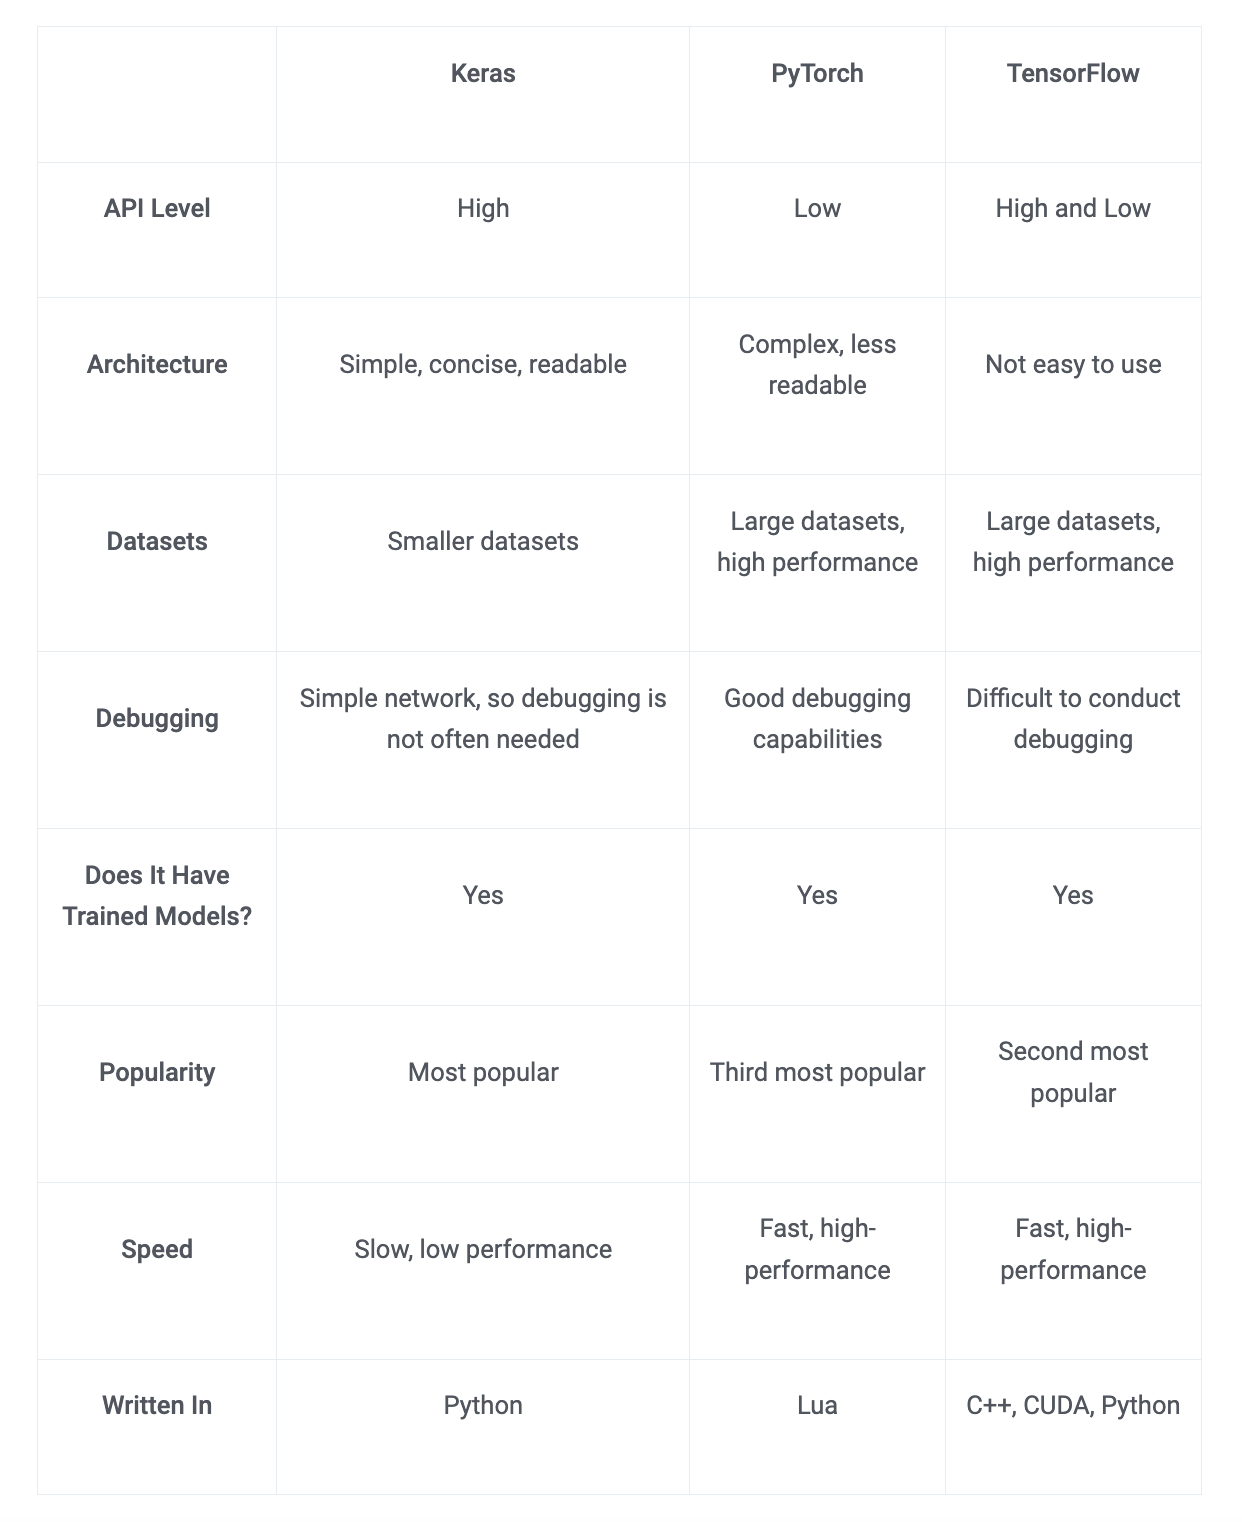 Keras PyTorch TensorFlow
API Level High Low High and Low
Architecture Simple, concise, readable Complex, less
readable Not easy to use
Datasets Smaller datasets Large datasets,
high performance Large datasets,
high performance
Debugging Simple network, so debugging is
not often needed Good debugging
capabilities Difficult to conduct
debugging
Does It Have
Trained Models? Yes Yes Yes
Popularity Most popular Third most popular Second most
popular
Speed Slow, low performance Fast, high-
performance Fast, high-
performance
Written In Python Lua C++, CUDA, Python